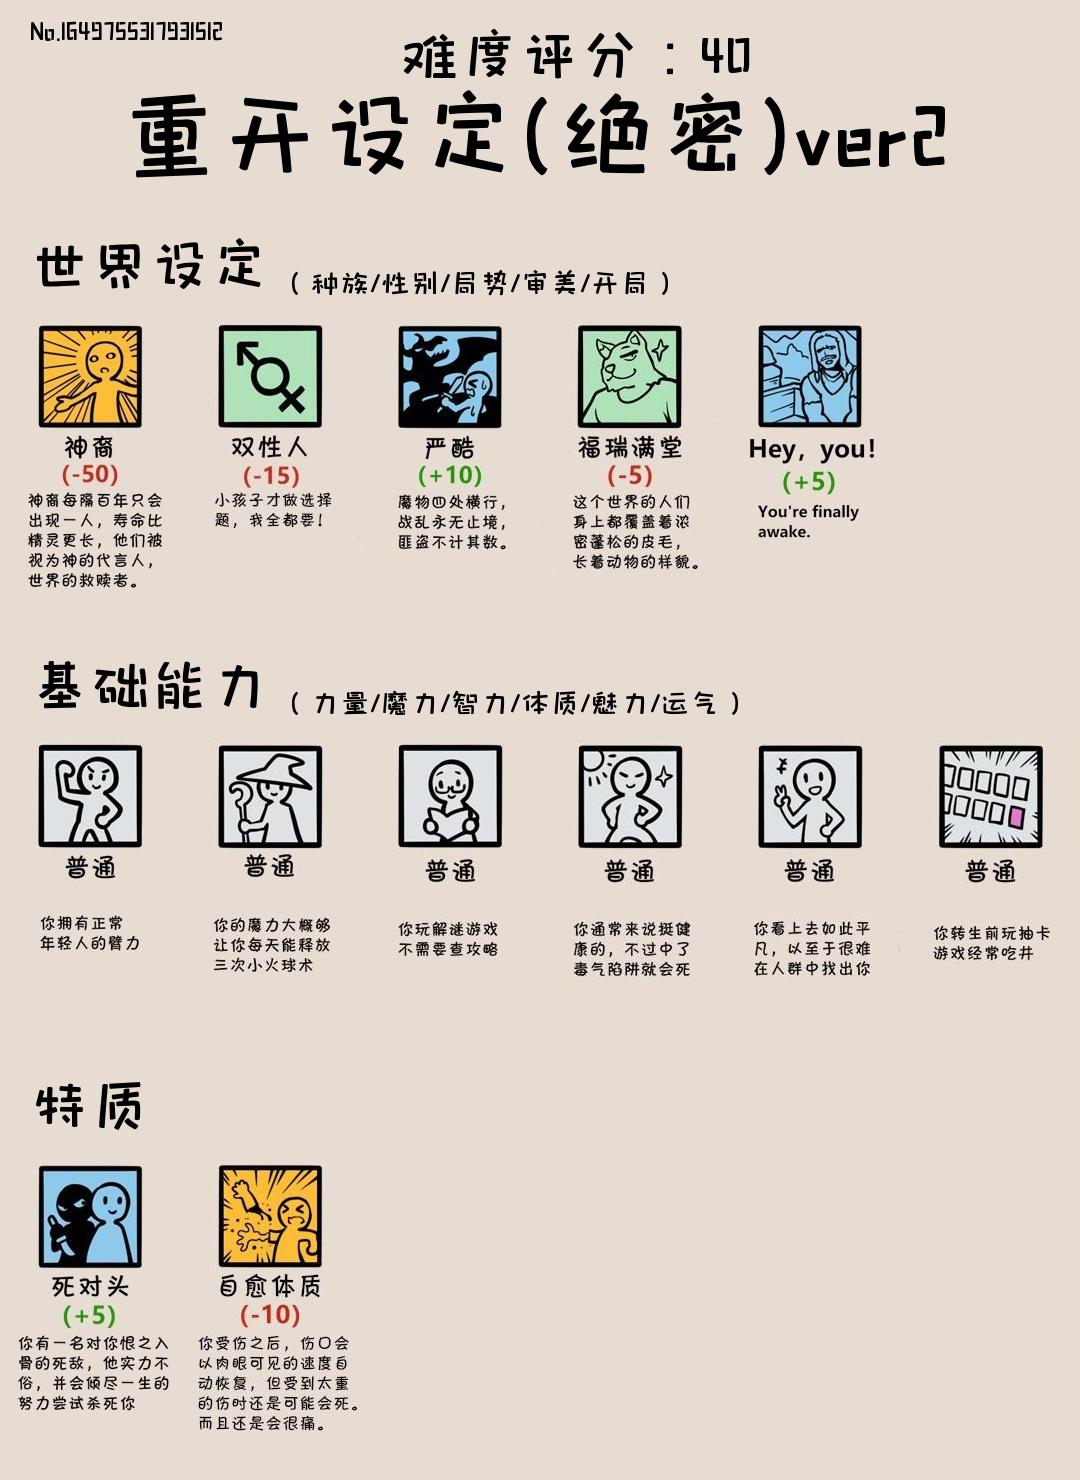 No.1649755317931512
难度评分：40
重开设定(绝密)ver2
世界设定（种族/性别/局势/审美/开局）
神裔
(-50)
神裔每隔百年只会
出现一人，寿命比
精灵更长，他们被
视为神的代言人，
世界的救赎者。
双性人
(-15)
小孩子才做选择
题，我全都要！
严酷
(+10)
魔物四处横行，
战乱永无止境，
匪盗不计其数。
福瑞满堂
(-5)
这个世界的人们
身上都覆盖着浓
密蓬松的皮毛，
长着动物的样貌。
Hey, you!
(+5)
You're finally
awake.
基础能力（力量/魔力/智力/体质/魅力/运气）
普通
你拥有正常
年轻人的臂力
普通
你的魔力大概够
让你每天能释放
三次小火球术
普通
你玩解谜游戏
不需要查攻略
普通
你通常来说挺健
康的，不过中了
毒气陷阱就会死
普通
你看上去如此平
凡，以至于很难
在人群中找出你
普通
你转生前玩抽卡
游戏经常吃井
特质
死对头
(+5)
你有一名对你恨之入
骨的死敌，他实力不
俗，并会倾尽一生的
努力尝试杀死你
自愈体质
(-10)
你受伤之后，伤口会
以肉眼可见的速度自
动恢复，但受到太重
的伤时还是可能会死。
而且还是会很痛。